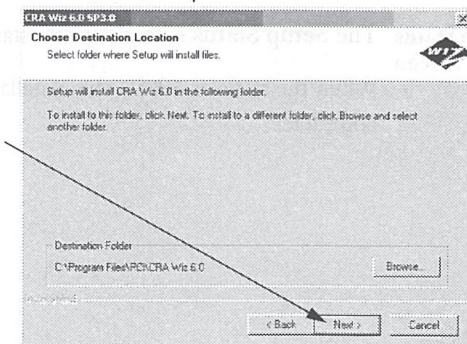 CRA Wiz 6.0 SP3.0
Choose Destination Location
Select folder where Setup will install files.
WIZ
Setup will install CRA Wiz 6.0 in the following folder.
To install to this folder, click Next. To install to a different folder, click Browse and select
another folder.
Destination Folder
C:\Program Files\PCi\CRA Wiz 6.0
Browse...
< Back
Next >
Cancel